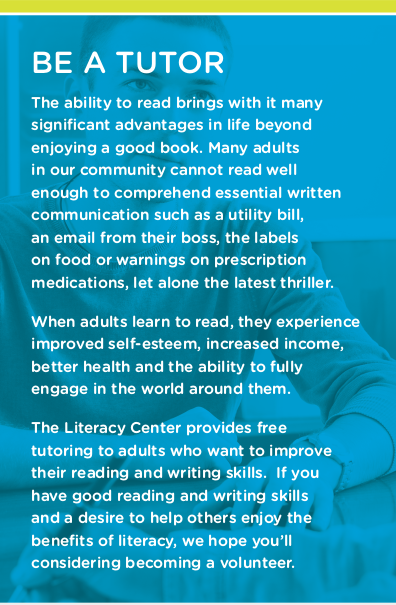 BE A TUTOR
The ability to read brings with it many
significant advantages in life beyond
enjoying a good book. Many adults
in our community cannot read well
enough to comprehend essential written
communication such as a utility bill,
an email from their boss, the labels
on food or warnings on prescription
medications, let alone the latest thriller.
When adults learn to read, they experience
improved self-esteem, increased income,
better health and the ability to fully
engage in the world around them.
The Literacy Center provides free
tutoring to adults who want to improve
their reading and writing skills.  If you
have good reading and writing skills
and a desire to help others enjoy the
benefits of literacy, we hope you’ll
considering becoming a volunteer.